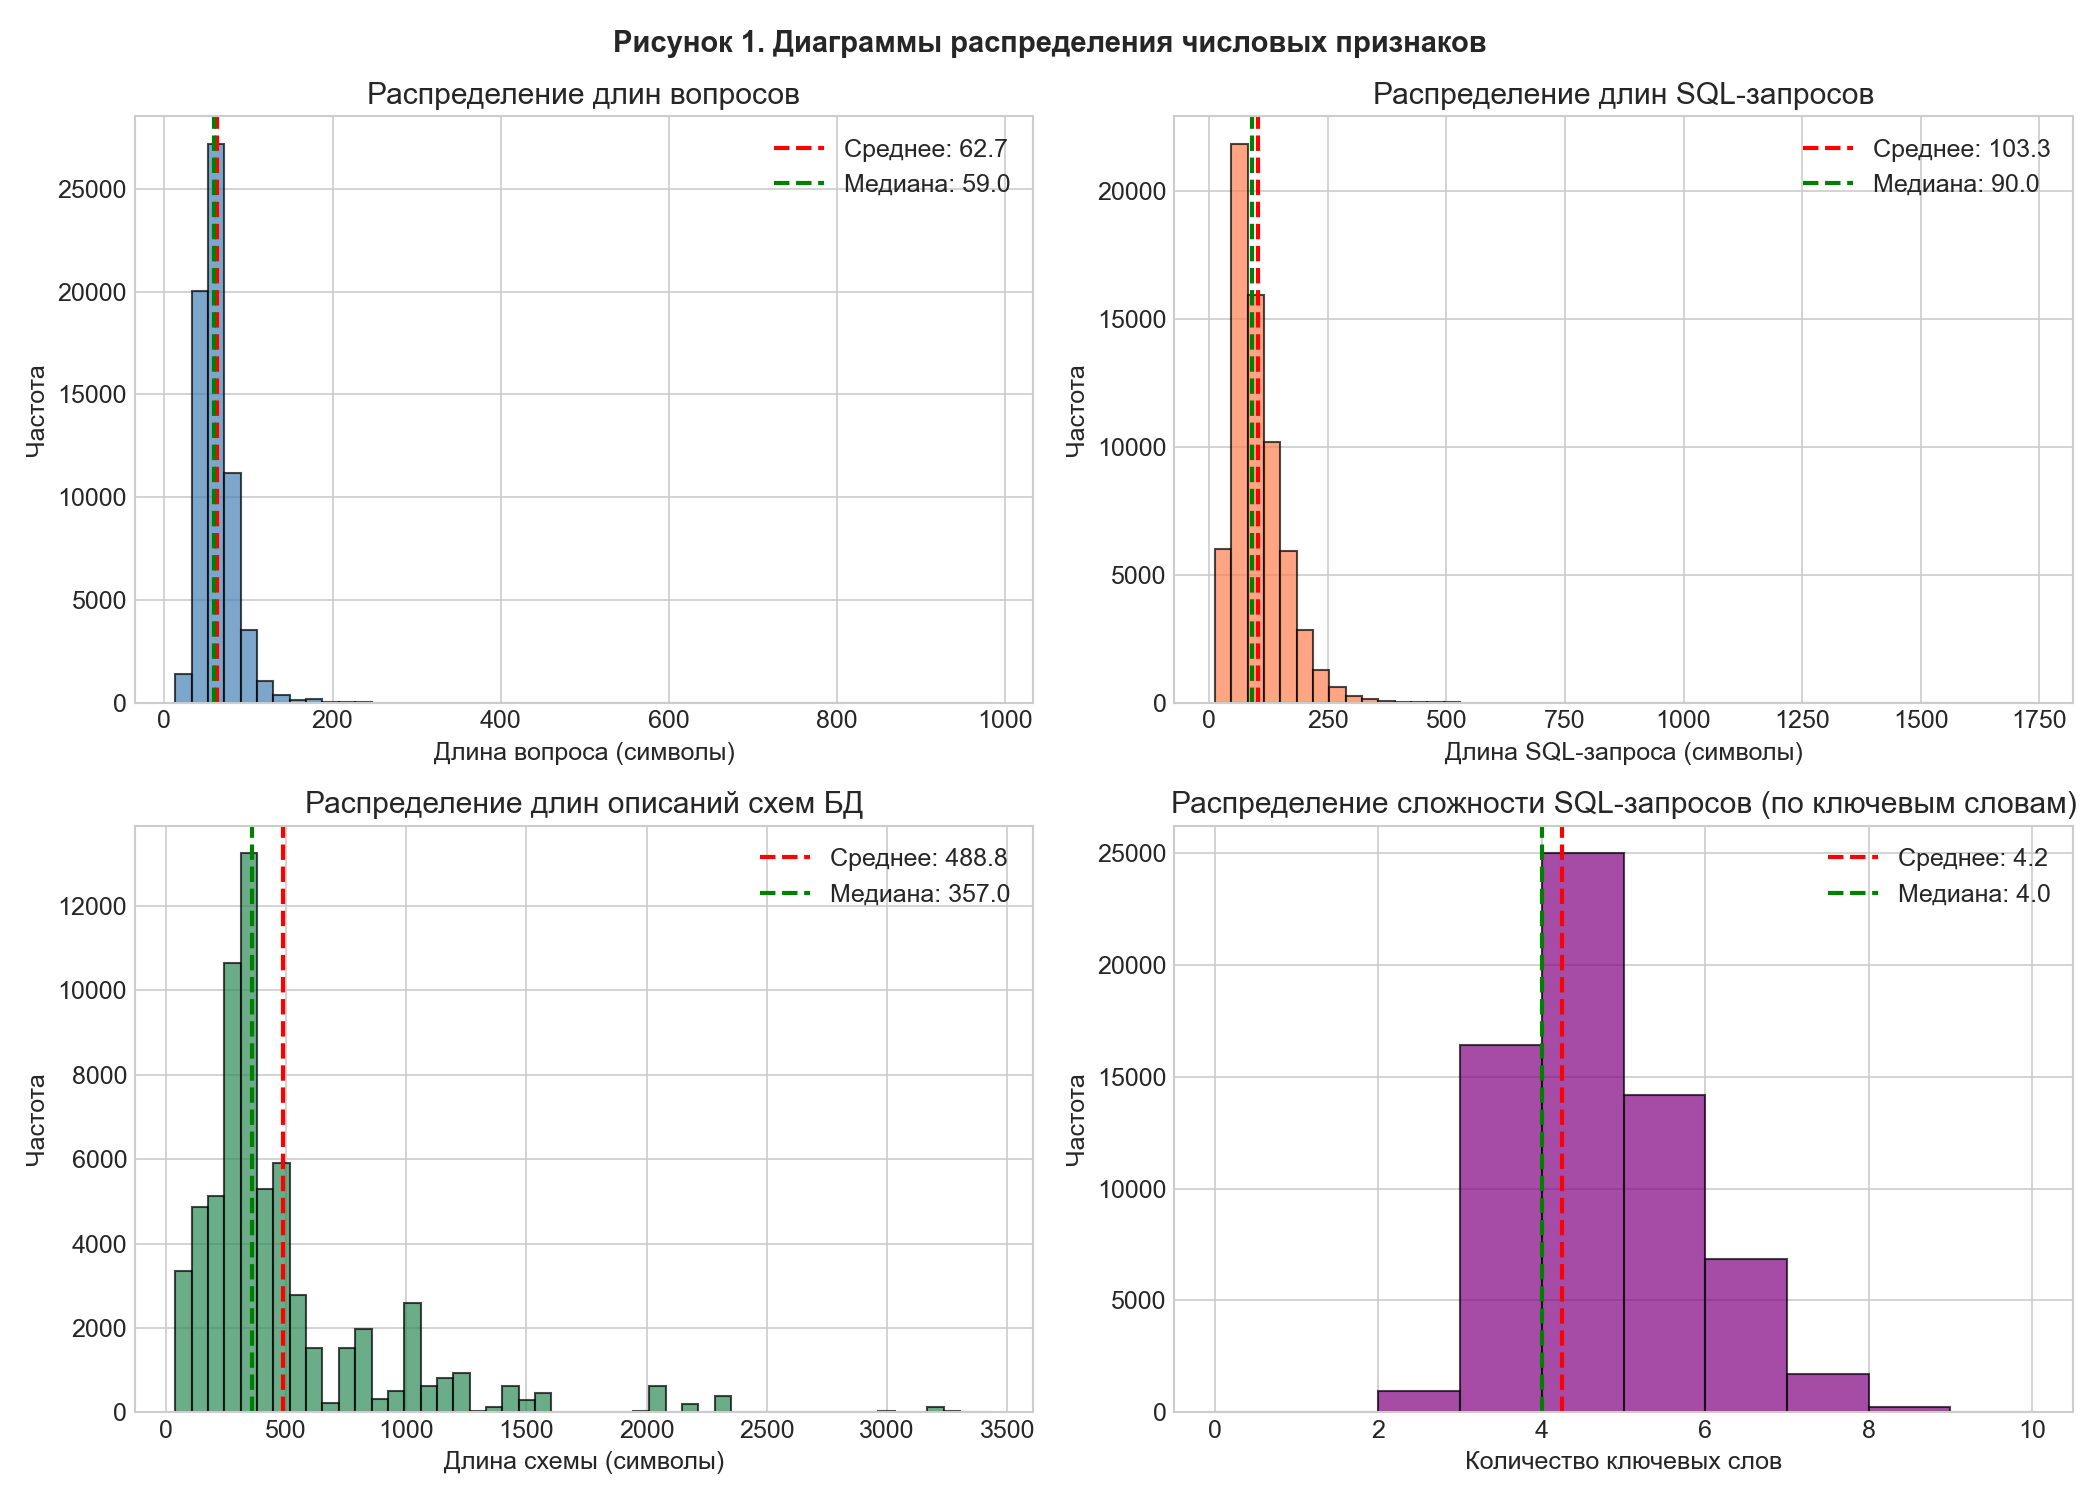 Рисунок 1. Диаграммы распределения числовых признаков
Распределение длин вопросов
Среднее: 62.7
Медиана: 59.0
Частота
25000
20000
15000
10000
5000
0
0 200 400 600 800 1000
Длина вопроса (символы)
Распределение длин SQL-запросов
Среднее: 103.3
Медиана: 90.0
Частота
20000
15000
10000
5000
0
0 250 500 750 1000 1250 1500 1750
Длина SQL-запроса (символы)
Распределение длин описаний схем БД
Среднее: 488.8
Медиана: 357.0
Частота
12000
10000
8000
6000
4000
2000
0
0 500 1000 1500 2000 2500 3000 3500
Длина схемы (символы)
Распределение сложности SQL-запросов (по ключевым словам)
Среднее: 4.2
Медиана: 4.0
Частота
25000
20000
15000
10000
5000
0
0 2 4 6 8 10
Количество ключевых слов